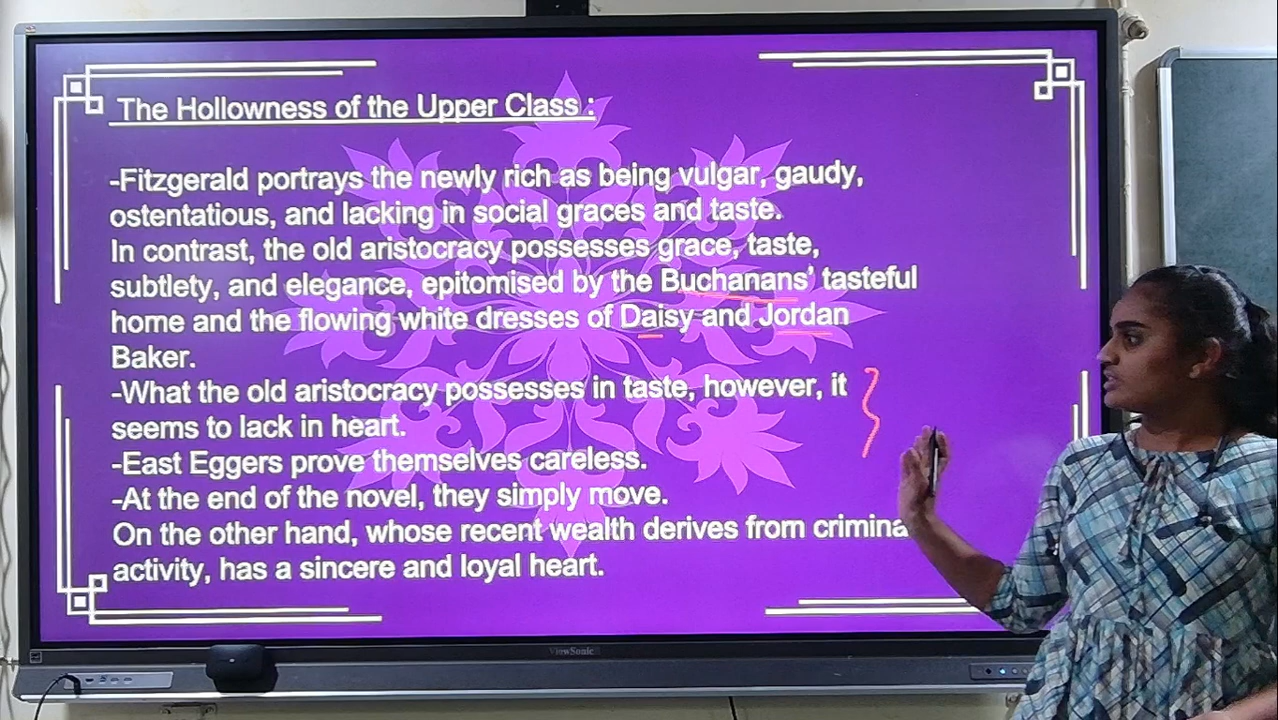 The Hollowness of the Upper Class :
-Fitzgerald portrays the newly rich as being vulgar, gaudy,
ostentatious, and lacking in social graces and taste.
In contrast, the old aristocracy possesses grace, taste,
subtlety, and elegance, epitomised by the Buchanans' tasteful
home and the flowing white dresses of Daisy and Jordan
Baker.
-What the old aristocracy possesses in taste, however, it
seems to lack in heart.
-East Eggers prove themselves careless.
-At the end of the novel, they simply move.
On the other hand, whose recent wealth derives from crimina
activity, has a sincere and loyal heart.
ViewSonic